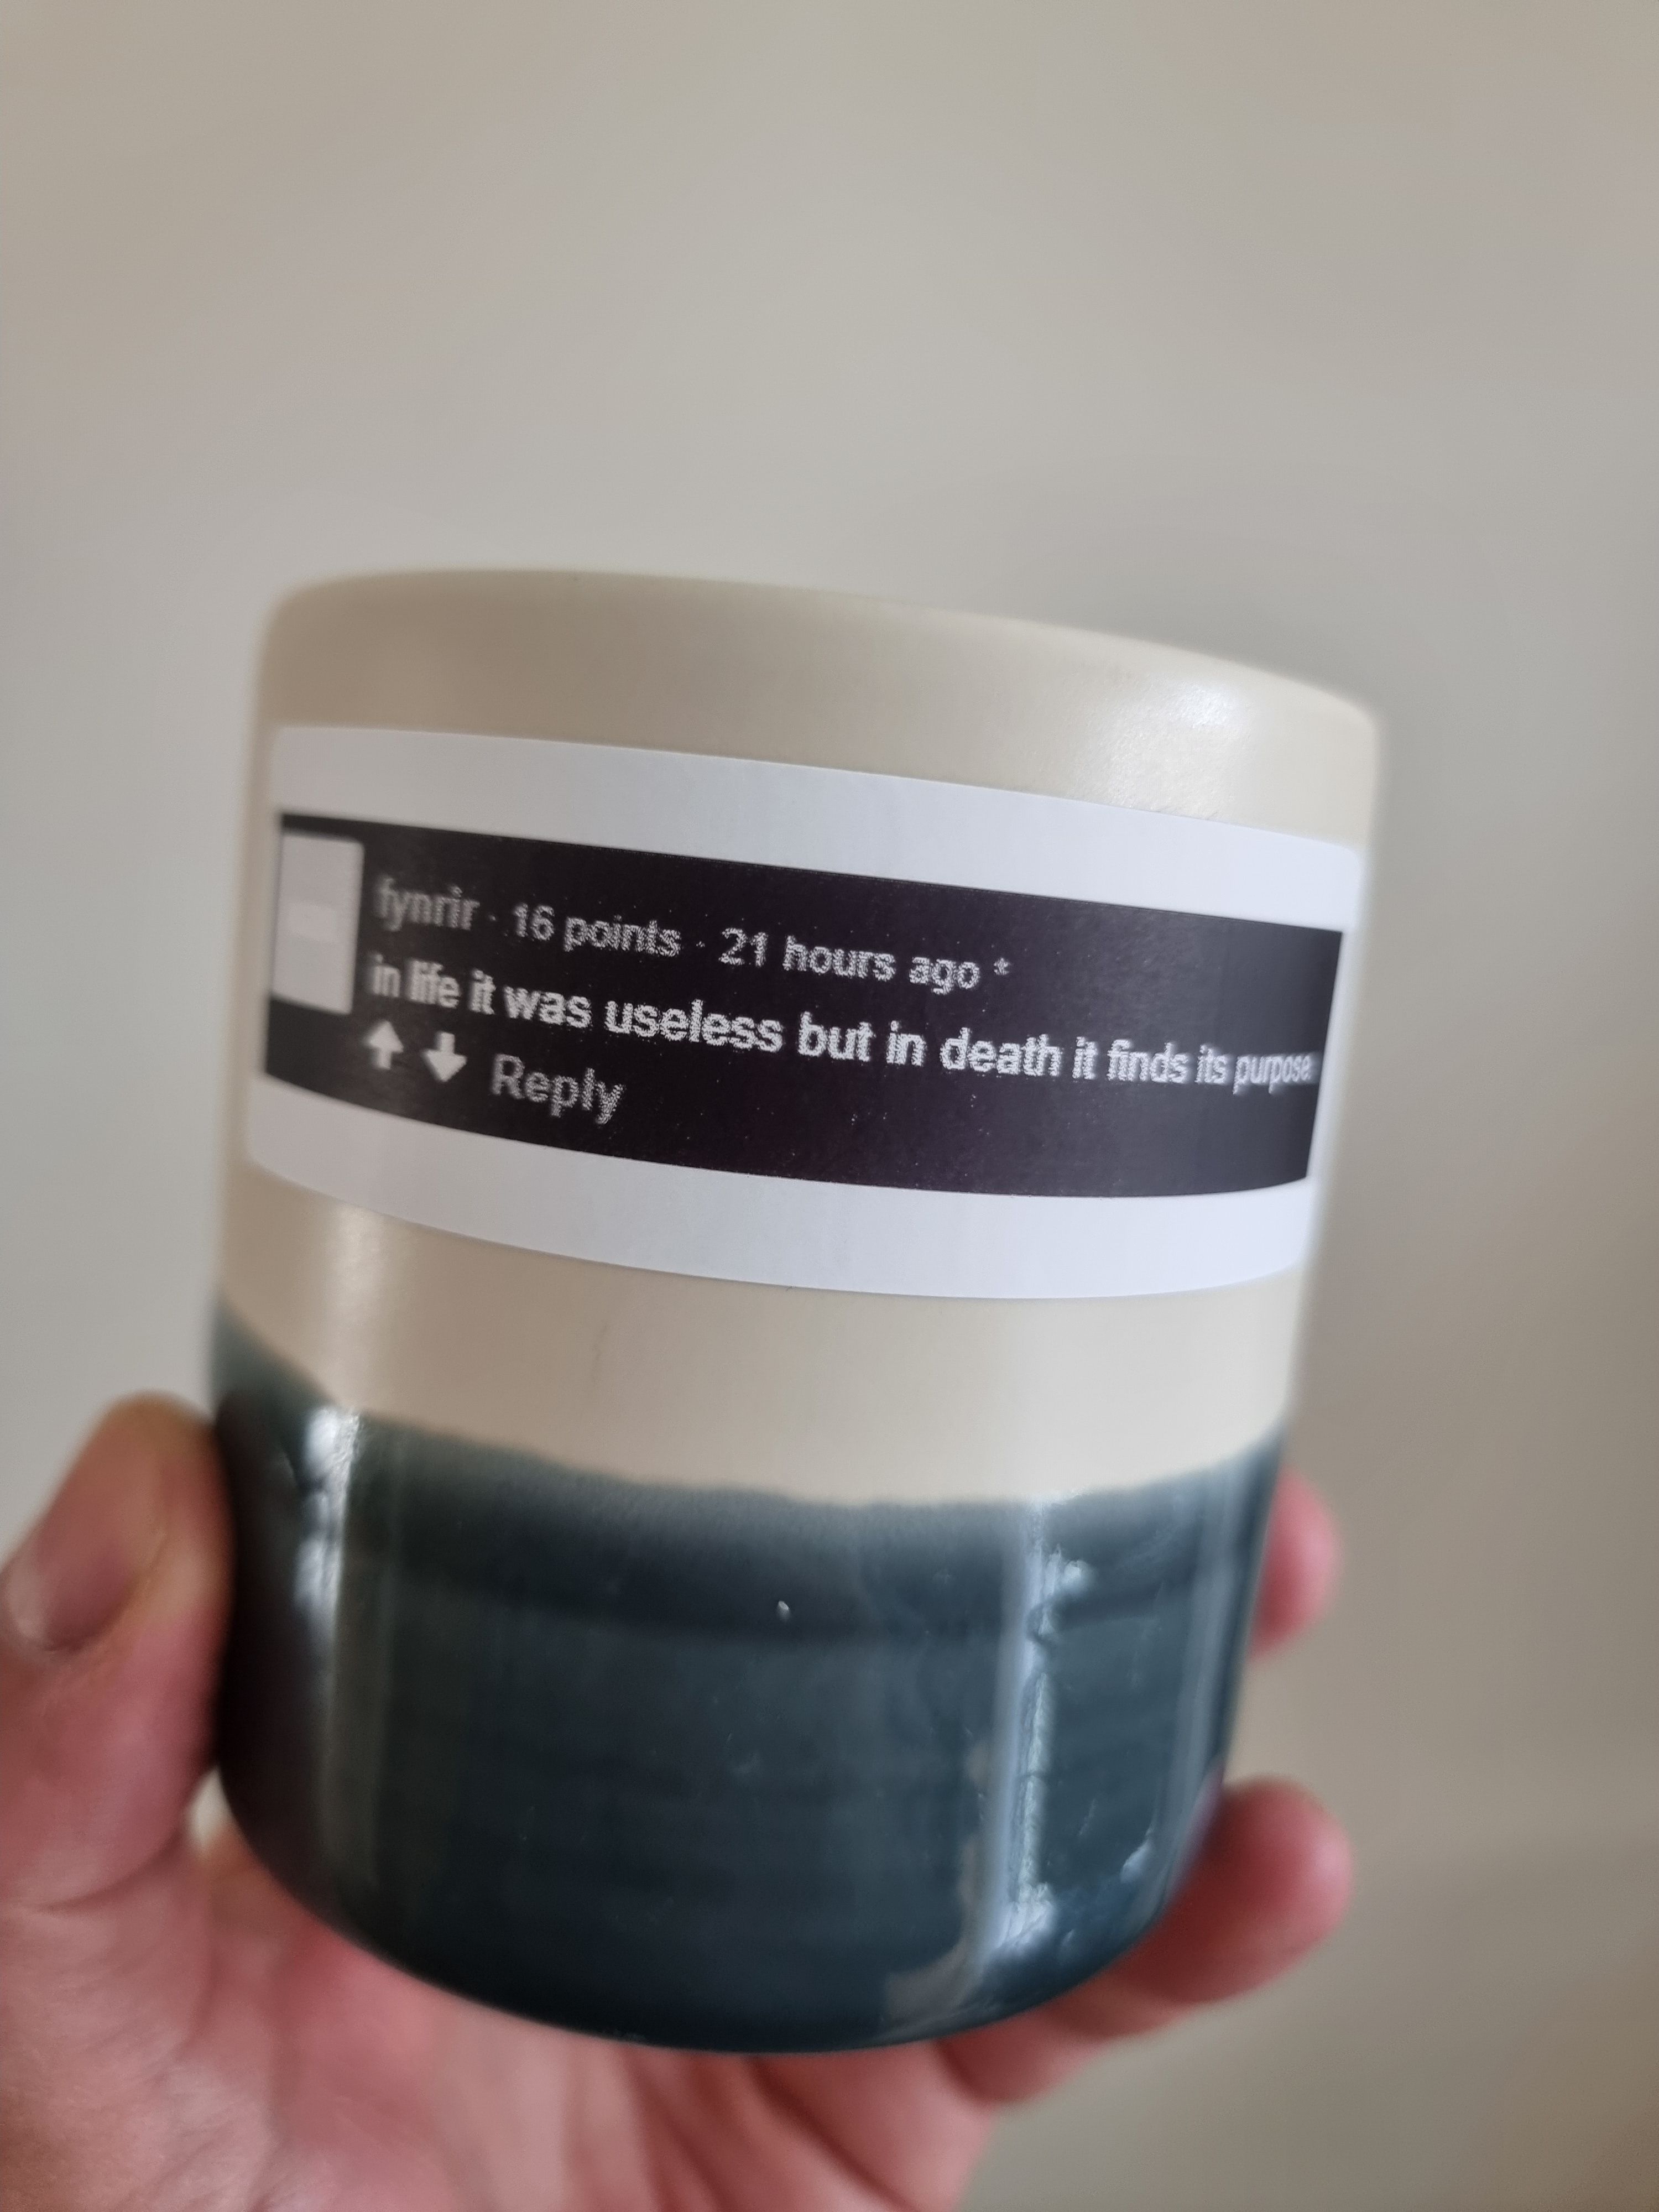 fynrir · 16 points · 21 hours ago *
in life it was useless but in death it finds its purpose
Reply